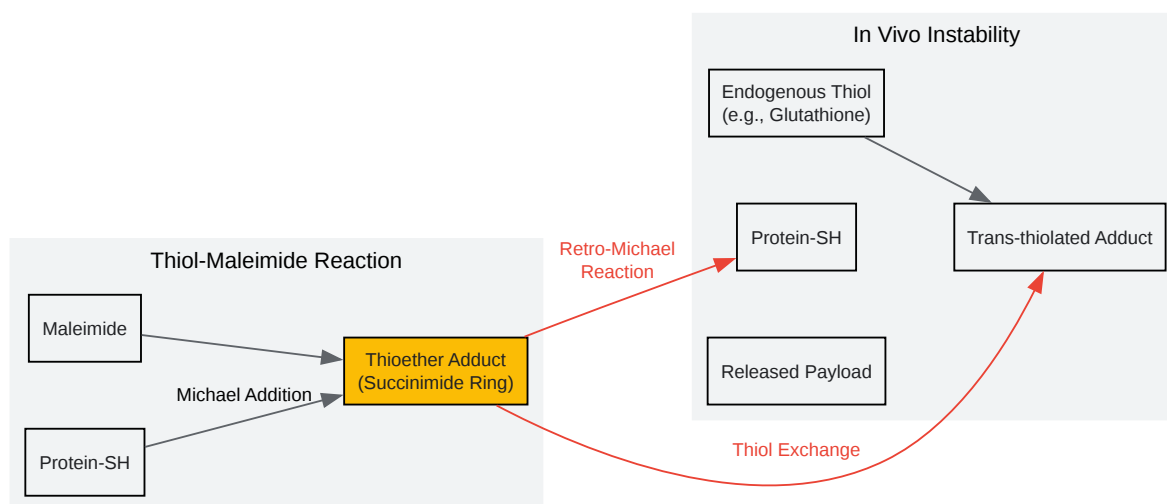 In Vivo Instability
Endogenous Thiol
(e.g., Glutathione)
Protein-SH
Trans-thiolated Adduct
Retro-Michael
Reaction
Thiol-Maleimide Reaction
Maleimide
Thioether Adduct
(Succinimide Ring)
Released Payload
Michael Addition
Protein-SH
Thiol Exchange